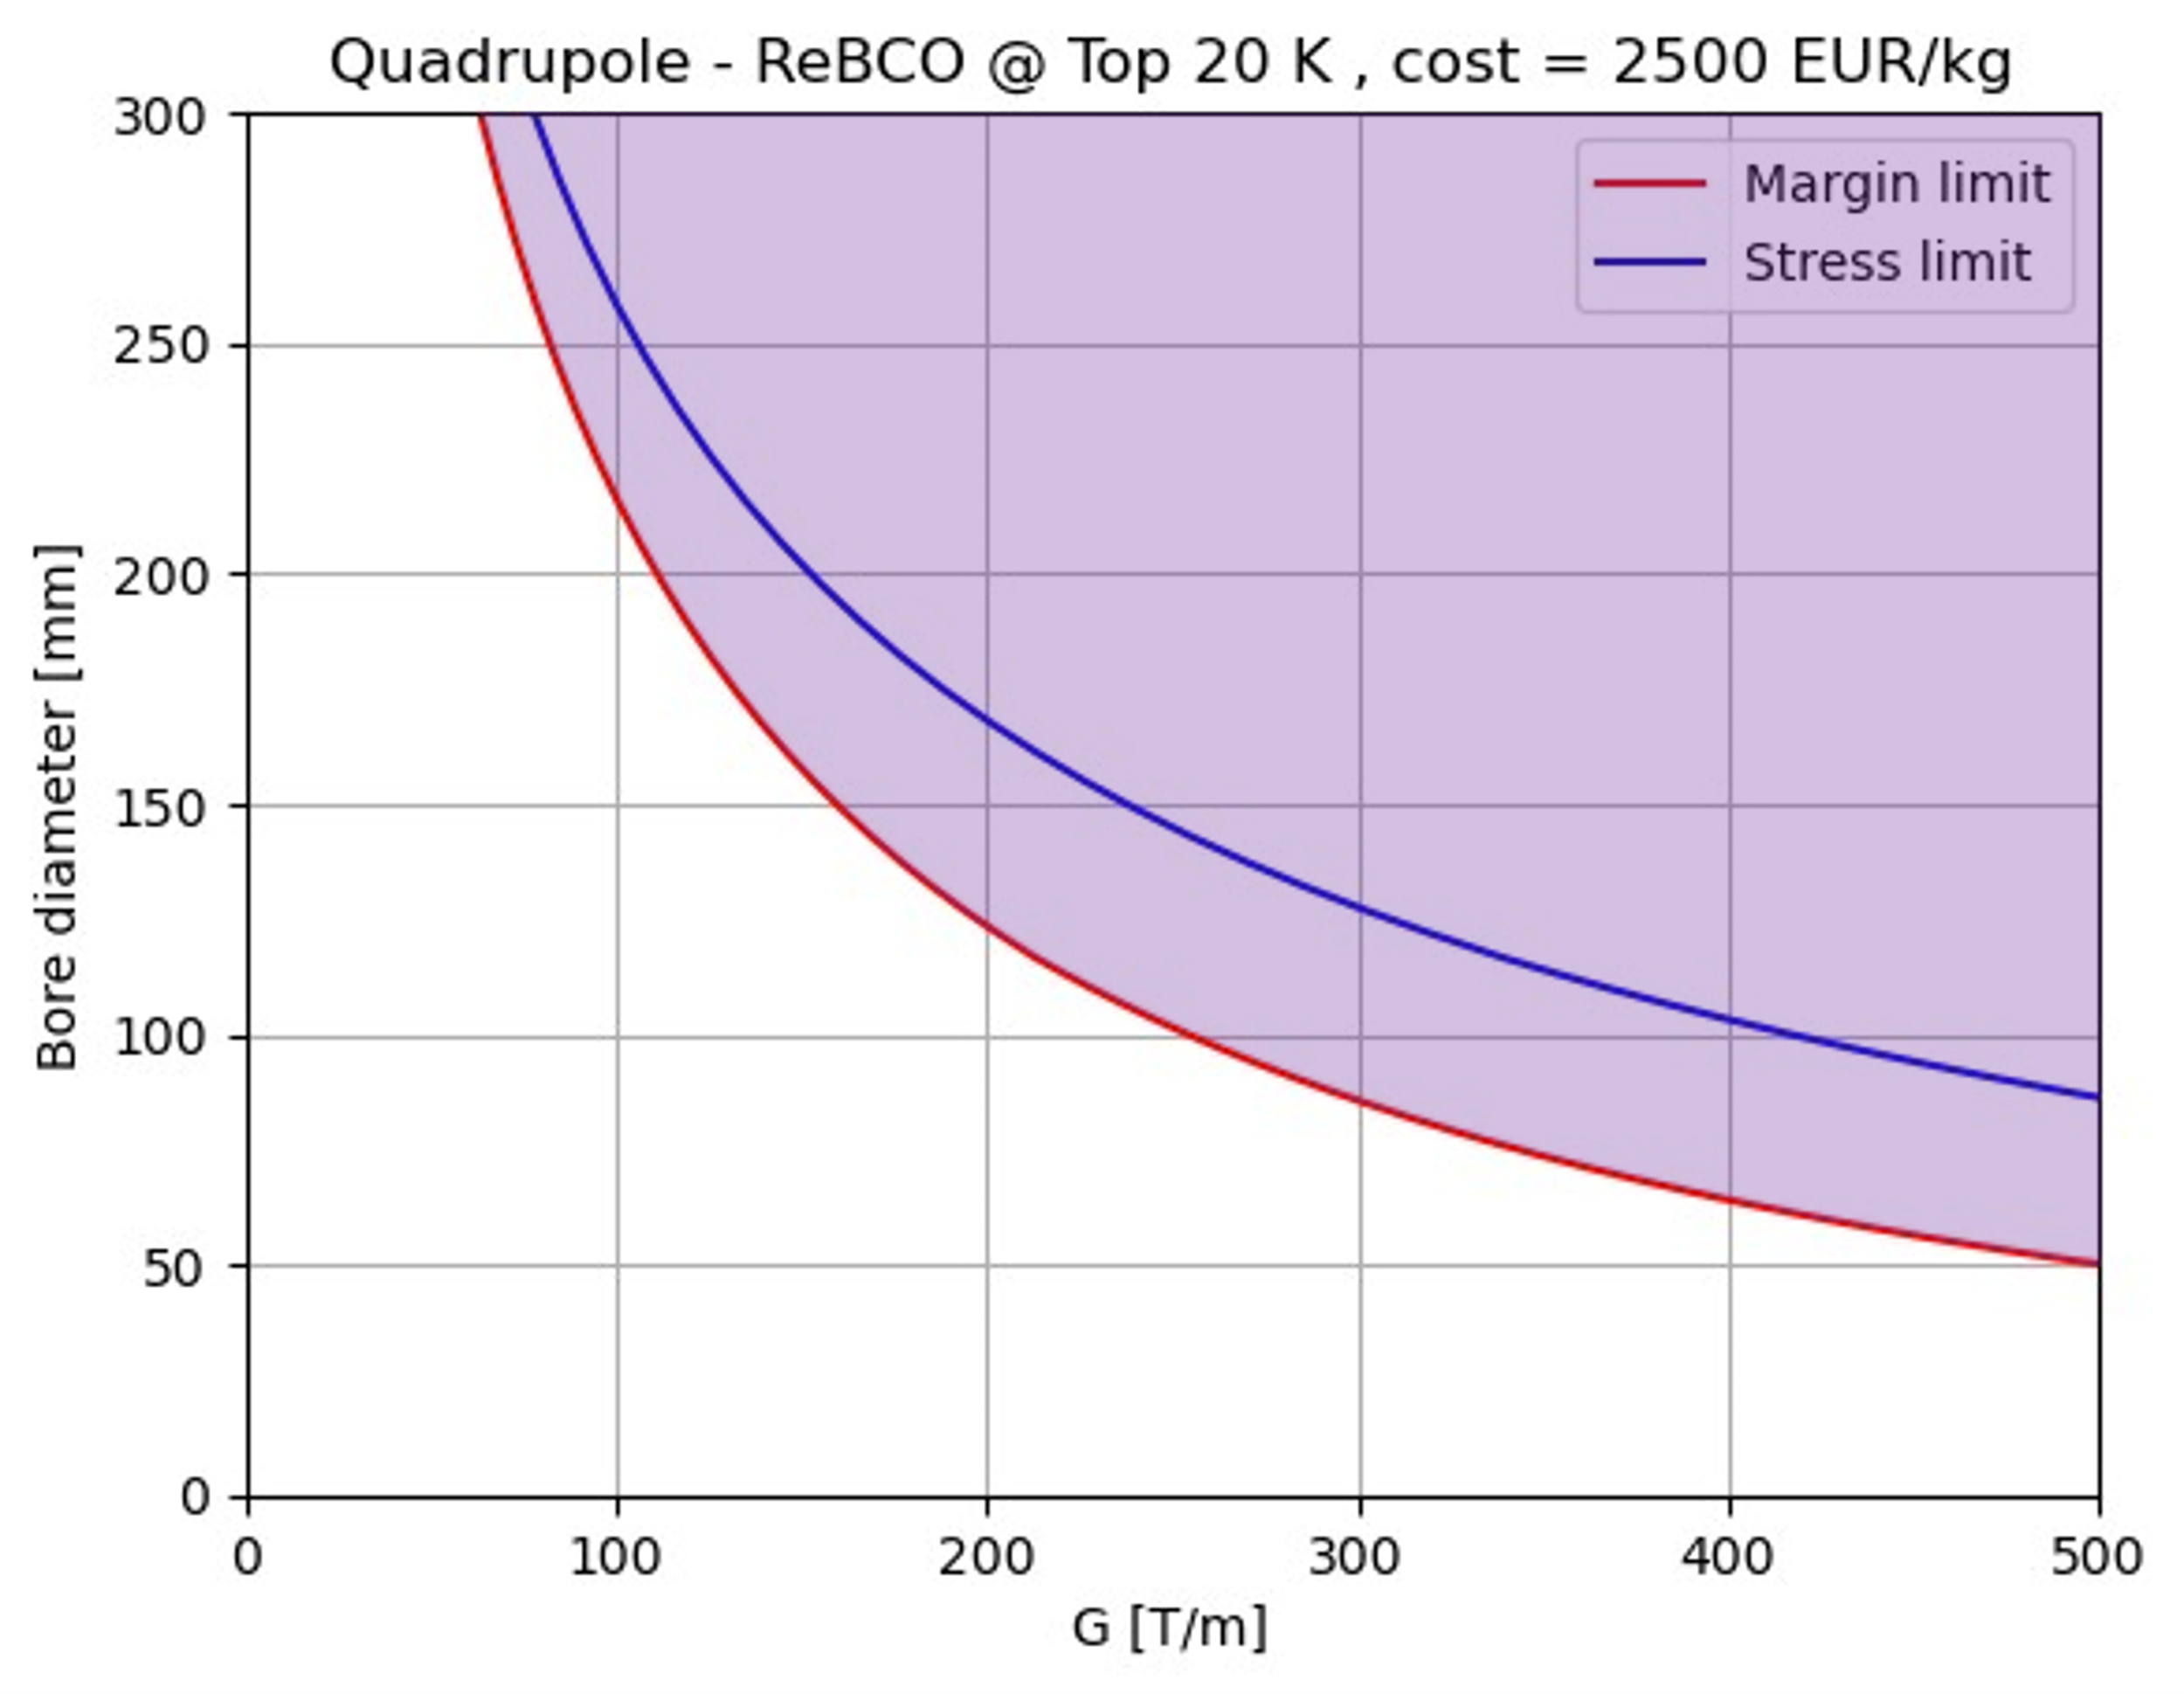 Quadrupole - ReBCO @ Top 20 K , cost = 2500 EUR/kg
Margin limit
Stress limit
Bore diameter [mm]
300
250
200
150
100
50
0
0 100 200 300 400 500
G [T/m]